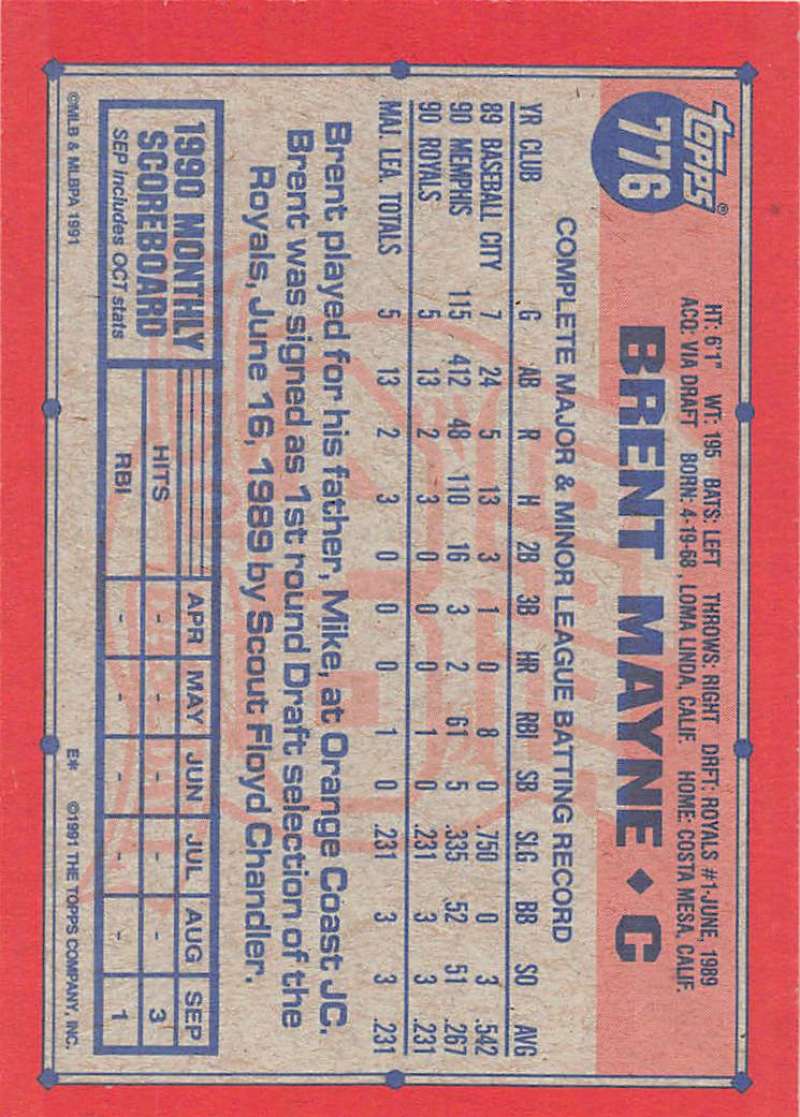 topps®
776
HT: 6'1" WT: 195 BATS: LEFT THROWS: RIGHT DRFT: ROYALS #1-JUNE, 1989
ACQ: VIA DRAFT BORN: 4-19-68, LOMA LINDA, CALIF. HOME: COSTA MESA, CALIF.
BRENT MAYNE ◆ C
COMPLETE MAJOR & MINOR LEAGUE BATTING RECORD
YR CLUB G AB R H 2B 3B HR RBI SB SLG BB SO AVG
89 BASEBALL CITY 7 24 5 13 3 1 0 8 0 .750 0 3 .542
90 MEMPHIS 115 412 48 110 16 3 2 61 5 .335 52 51 .267
90 ROYALS 5 13 2 3 0 0 0 1 0 .231 3 3 .231
MAJ. LEA. TOTALS 5 13 2 3 0 0 0 1 0 .231 3 3 .231
Brent played for his father, Mike, at Orange Coast JC.
Brent was signed as 1st round Draft selection of the
Royals, June 16, 1989 by Scout Floyd Chandler.
1990 MONTHLY
SCOREBOARD
SEP includes OCT stats
APR MAY JUN JUL AUG SEP
HITS - - - - - 3
RBI - - - - - 1
©MLB & MLBPA 1991 E* ©1991 THE TOPPS COMPANY, INC.